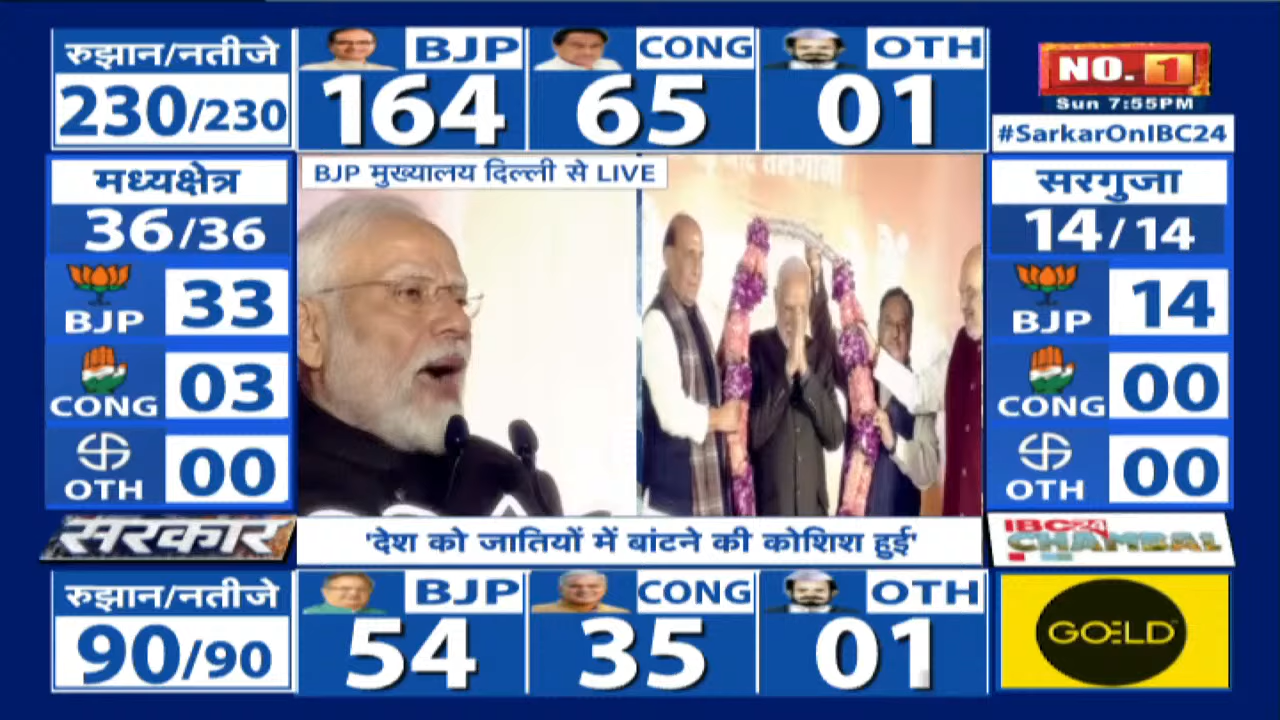 रुझान/नतीजे
230/230
BJP
164
CONG
65
OTH
01
NO. 1
Sun 7:55PM
#SarkarOnIBC24
मध्यक्षेत्र
36/36
BJP
33
CONG
03
OTH
00
BJP मुख्यालय दिल्ली से LIVE
तेलंगाना
सरगुजा
14/14
BJP
14
CONG
00
OTH
00
सरकार
'देश को जातियों में बांटने की कोशिश हुई'
IBC24
CHAMBAL
रुझान/नतीजे
90/90
BJP
54
CONG
35
OTH
01
GOELD